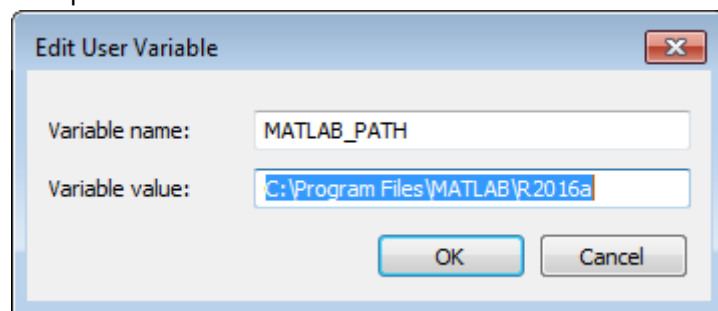 Edit User Variable
Variable name: MATLAB_PATH
Variable value: C:\Program Files\MATLAB\R2016a
OK Cancel